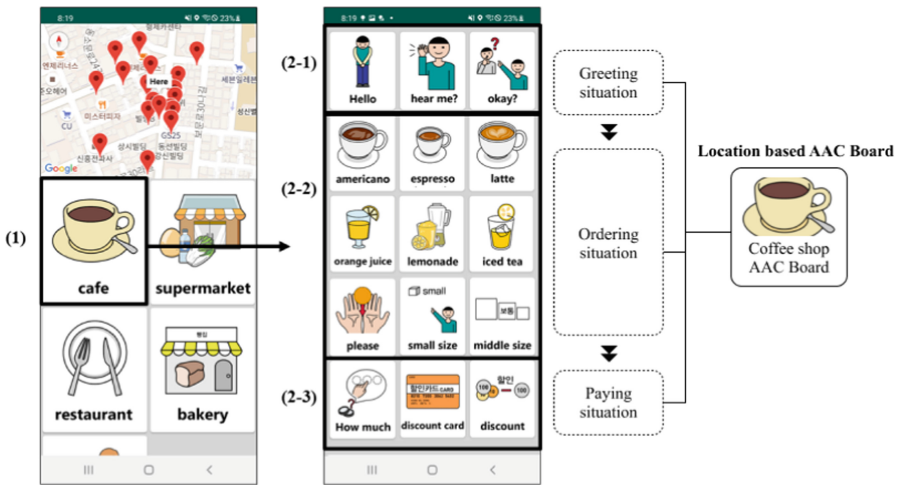 8:19
23%
8:19
23%
Here
CU
GS25
Google
(1)
cafe
supermarket
restaurant
bakery
(2-1)
Hello
hear me?
okay?
(2-2)
americano
espresso
latte
orange juice
lemonade
iced tea
small
보통
please
small size
middle size
(2-3)
할인카드 CARD
할인
100
100
How much
discount card
discount
Greeting
situation
Ordering
situation
Paying
situation
Location based AAC Board
Coffee shop
AAC Board